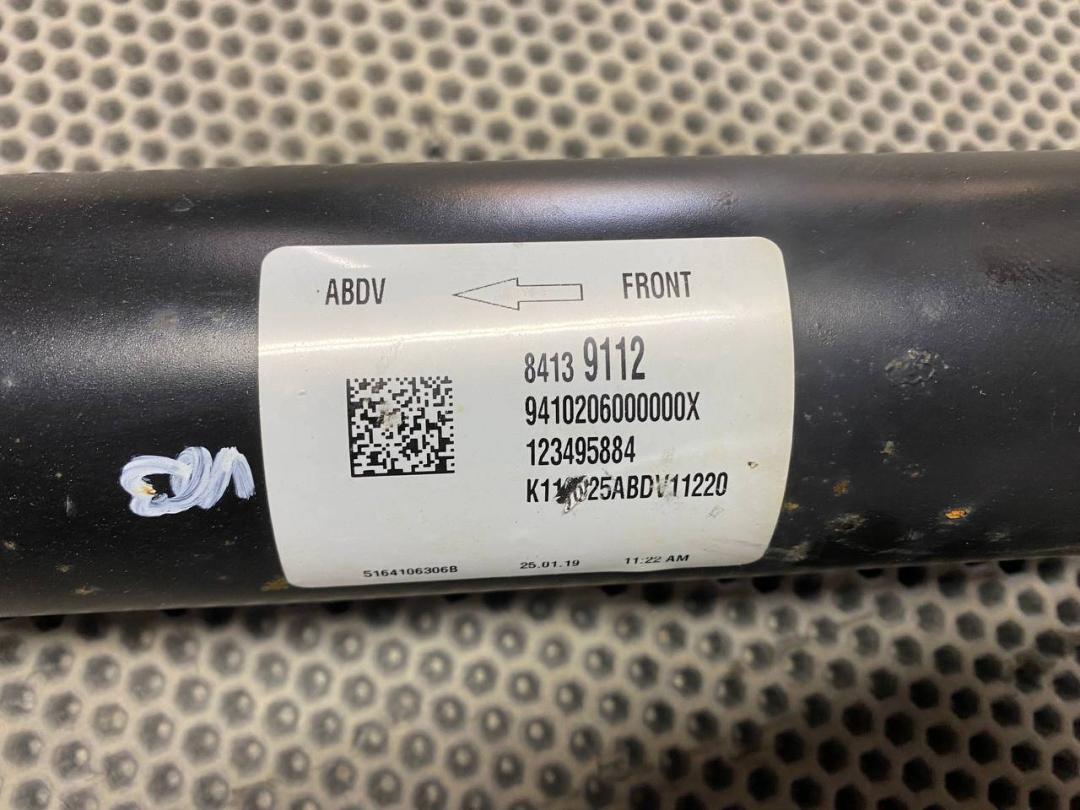 ABDV FRONT
8413 9112
9410206000000X
123495884
5164106306B 25.01.19 11:22 AM